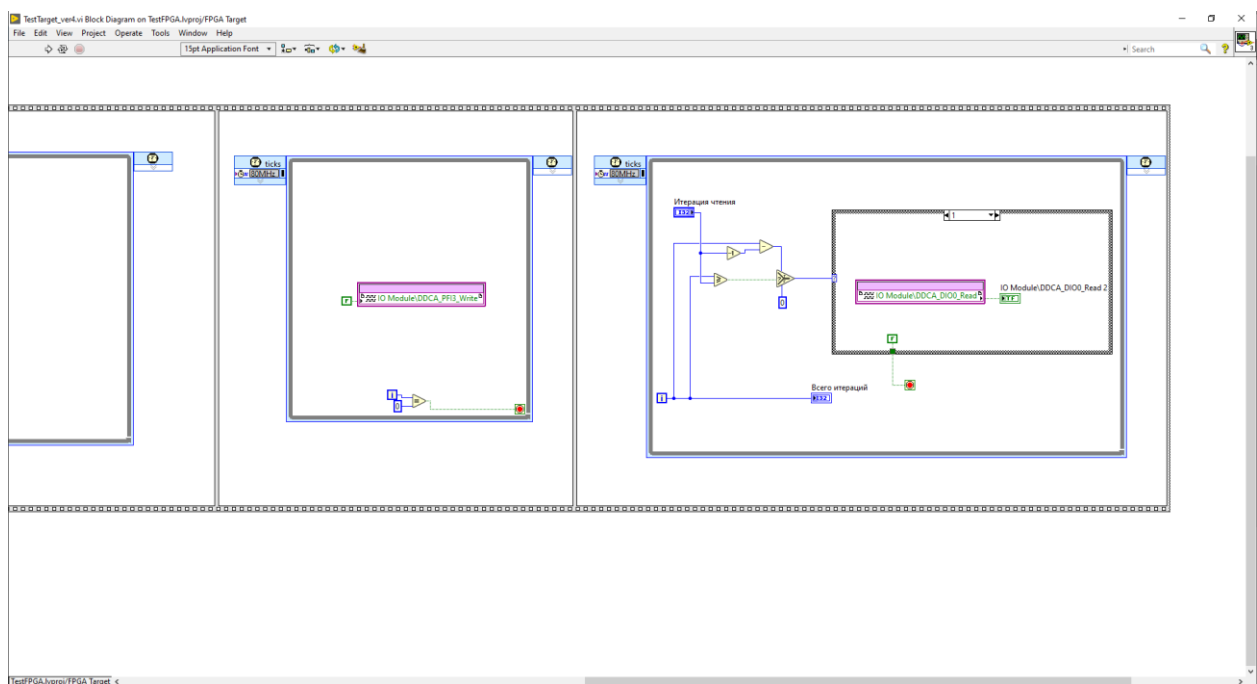 TestTarget_ver4.vi Block Diagram on TestFPGA.lvproj/FPGA Target
File Edit View Project Operate Tools Window Help
15pt Application Font
Search
ticks
80MHz
ticks
80MHz
Итерация чтения
I32
1
IO Module\DDCA_PFI3_Write
F
IO Module\DDCA_DIO0_Read
IO Module\DDCA_DIO0_Read 2
TF
0
F
i
0
Всего итераций
i
I32
TestFPGA.lvproj/FPGA Target